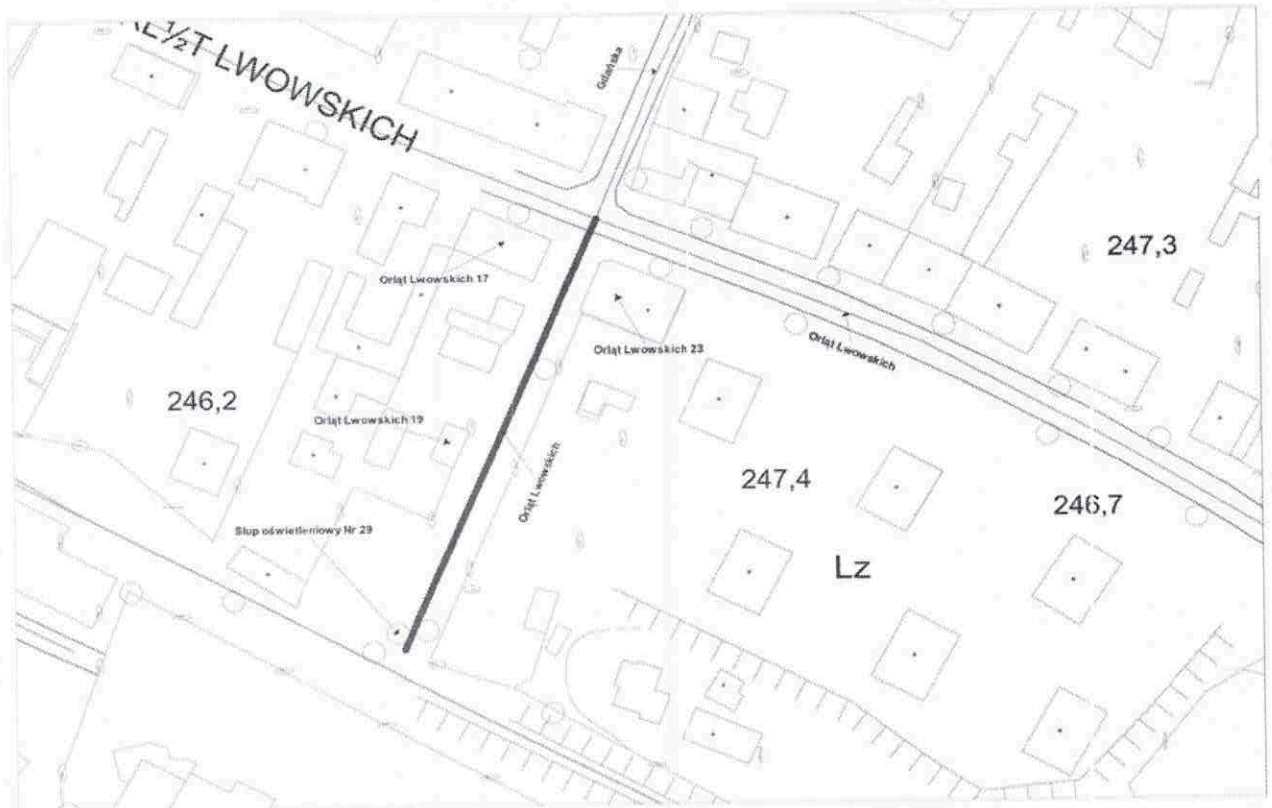 RĽ½T LWOWSKICH
Gdańska
247,3
Orląt Lwowskich 17
Orląt Lwowskich 23
Orląt Lwowskich
246,2
Orląt Lwowskich 19
Orląt Lwowskich
247,4
246,7
Słup oświetleniowy Nr 29
Lz